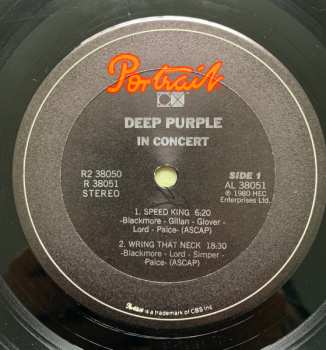 Portrait
DEEP PURPLE
IN CONCERT
R2 38050
R 38051
STEREO
SIDE 1
AL 38051
℗ 1980 HEC
Enterprises Ltd.
1. SPEED KING 6:20
-Blackmore - Gillan - Glover -
Lord - Paice- (ASCAP)
2. WRING THAT NECK 18:30
-Blackmore - Lord - Simper -
-Paice- (ASCAP)
Portrait is a trademark of CBS Inc.